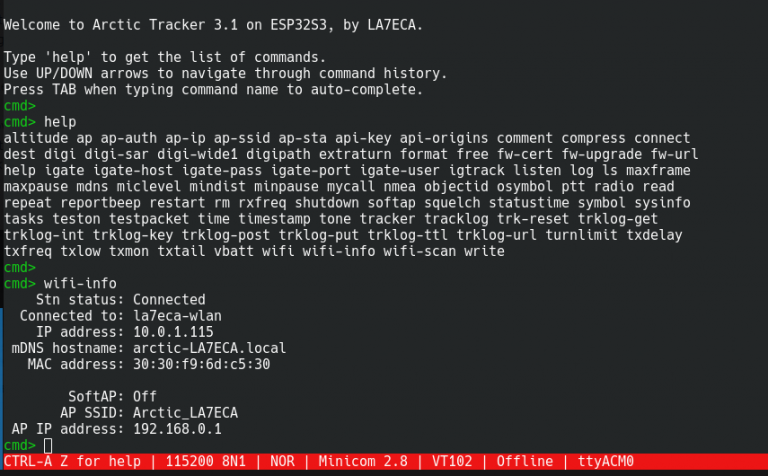 Welcome to Arctic Tracker 3.1 on ESP32S3, by LA7ECA.
Type 'help' to get the list of commands.
Use UP/DOWN arrows to navigate through command history.
Press TAB when typing command name to auto-complete.
cmd>
cmd> help
altitude ap ap-auth ap-ip ap-ssid ap-sta api-key api-origins comment compress connect
dest digi digi-sar digi-wide1 digipath extraturn format free fw-cert fw-upgrade fw-url
help igate igate-host igate-pass igate-port igate-user igtrack listen log ls maxframe
maxpause mdns miclevel mindist minpause mycall nmea objectid osymbol ptt radio read
repeat reportbeep restart rm rxfreq shutdown softap squelch statustime symbol sysinfo
tasks teston testpacket time timestamp tone tracker tracklog trk-reset trklog-get
trklog-int trklog-key trklog-post trklog-put trklog-ttl trklog-url turnlimit txdelay
txfreq txlow txmon txtail vbatt wifi wifi-info wifi-scan write
cmd>
cmd> wifi-info
Stn status: Connected
Connected to: la7eca-wlan
IP address: 10.0.1.115
mDNS hostname: arctic-LA7ECA.local
MAC address: 30:30:f9:6d:c5:30
SoftAP: Off
AP SSID: Arctic_LA7ECA
AP IP address: 192.168.0.1
cmd>
CTRL-A Z for help | 115200 8N1 | NOR | Minicom 2.8 | VT102 | Offline | ttyACM0